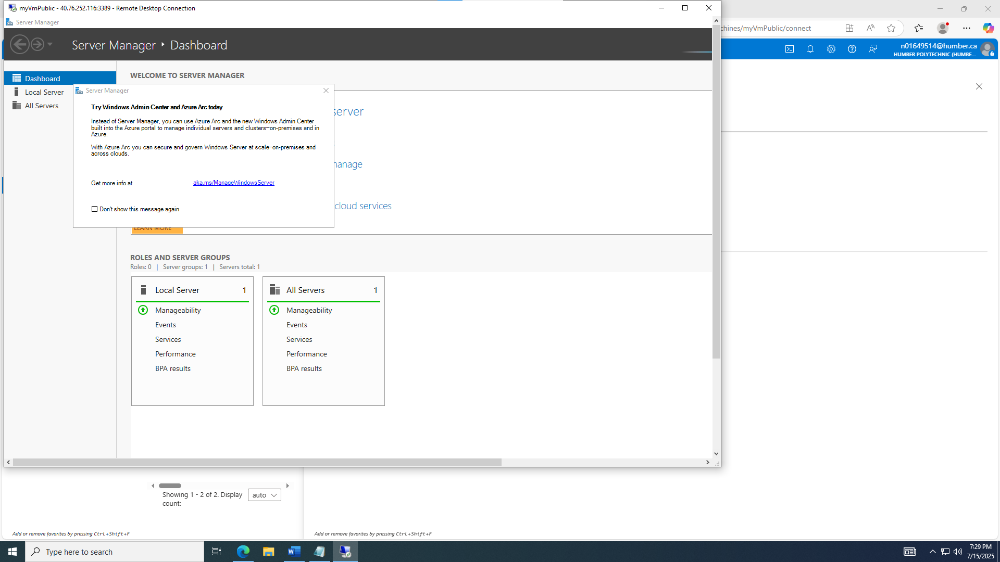 myVmPublic - 40.76.252.116:3389 - Remote Desktop Connection
Server Manager
Server Manager ‣ Dashboard
chines/myVmPublic/connect
n01649514@humber.ca
HUMBER POLYTECHNIC (HUMBE...
Dashboard
Local Server
All Servers
WELCOME TO SERVER MANAGER
Server Manager
Try Windows Admin Center and Azure Arc today
Instead of Server Manager, you can use Azure Arc and the new Windows Admin Center
built into the Azure portal to manage individual servers and clusters–on-premises and in
Azure.
With Azure Arc you can secure and govern Windows Server at scale–on-premises and
across clouds.
Get more info at aka.ms/ManageWindowsServer
Don't show this message again
server
manage
cloud services
LEARN MORE
ROLES AND SERVER GROUPS
Roles: 0 | Server groups: 1 | Servers total: 1
Local Server 1
Manageability
Events
Services
Performance
BPA results
All Servers 1
Manageability
Events
Services
Performance
BPA results
Showing 1 - 2 of 2. Display
count:
auto
Add or remove favorites by pressing Ctrl+Shift+F
Add or remove favorites by pressing Ctrl+Shift+F
Type here to search
7:29 PM
7/15/2025